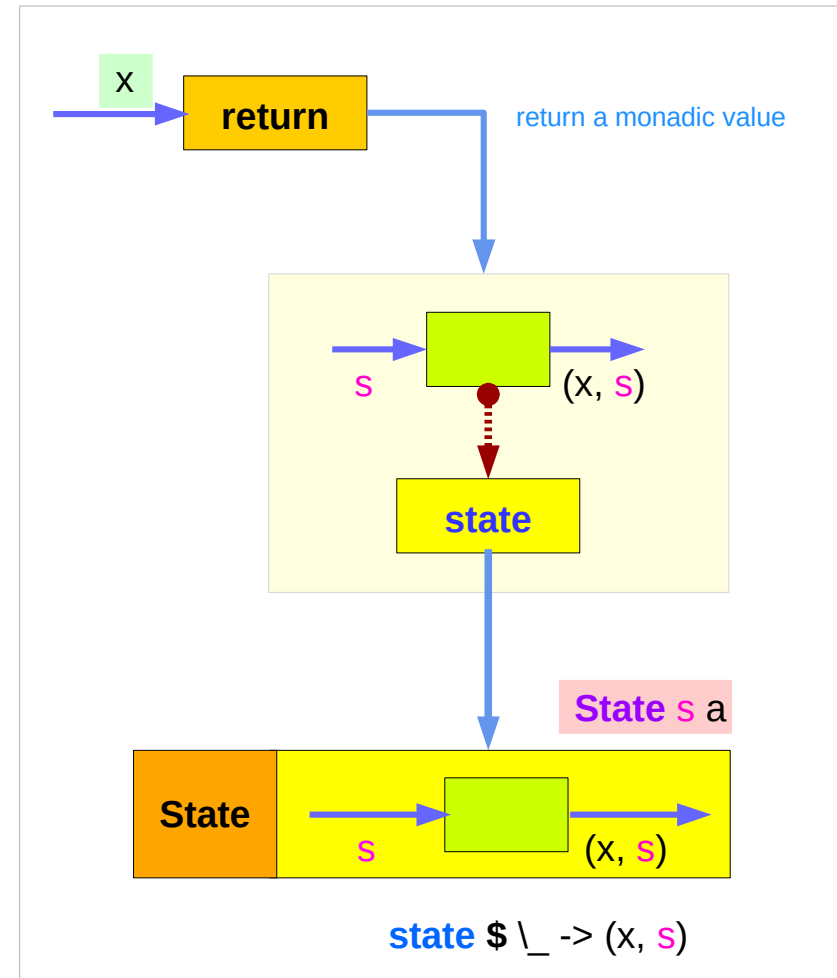 x
return
return a monadic value
s
(x, s)
state
State s a
State
s
(x, s)
state $ \_ -> (x, s)